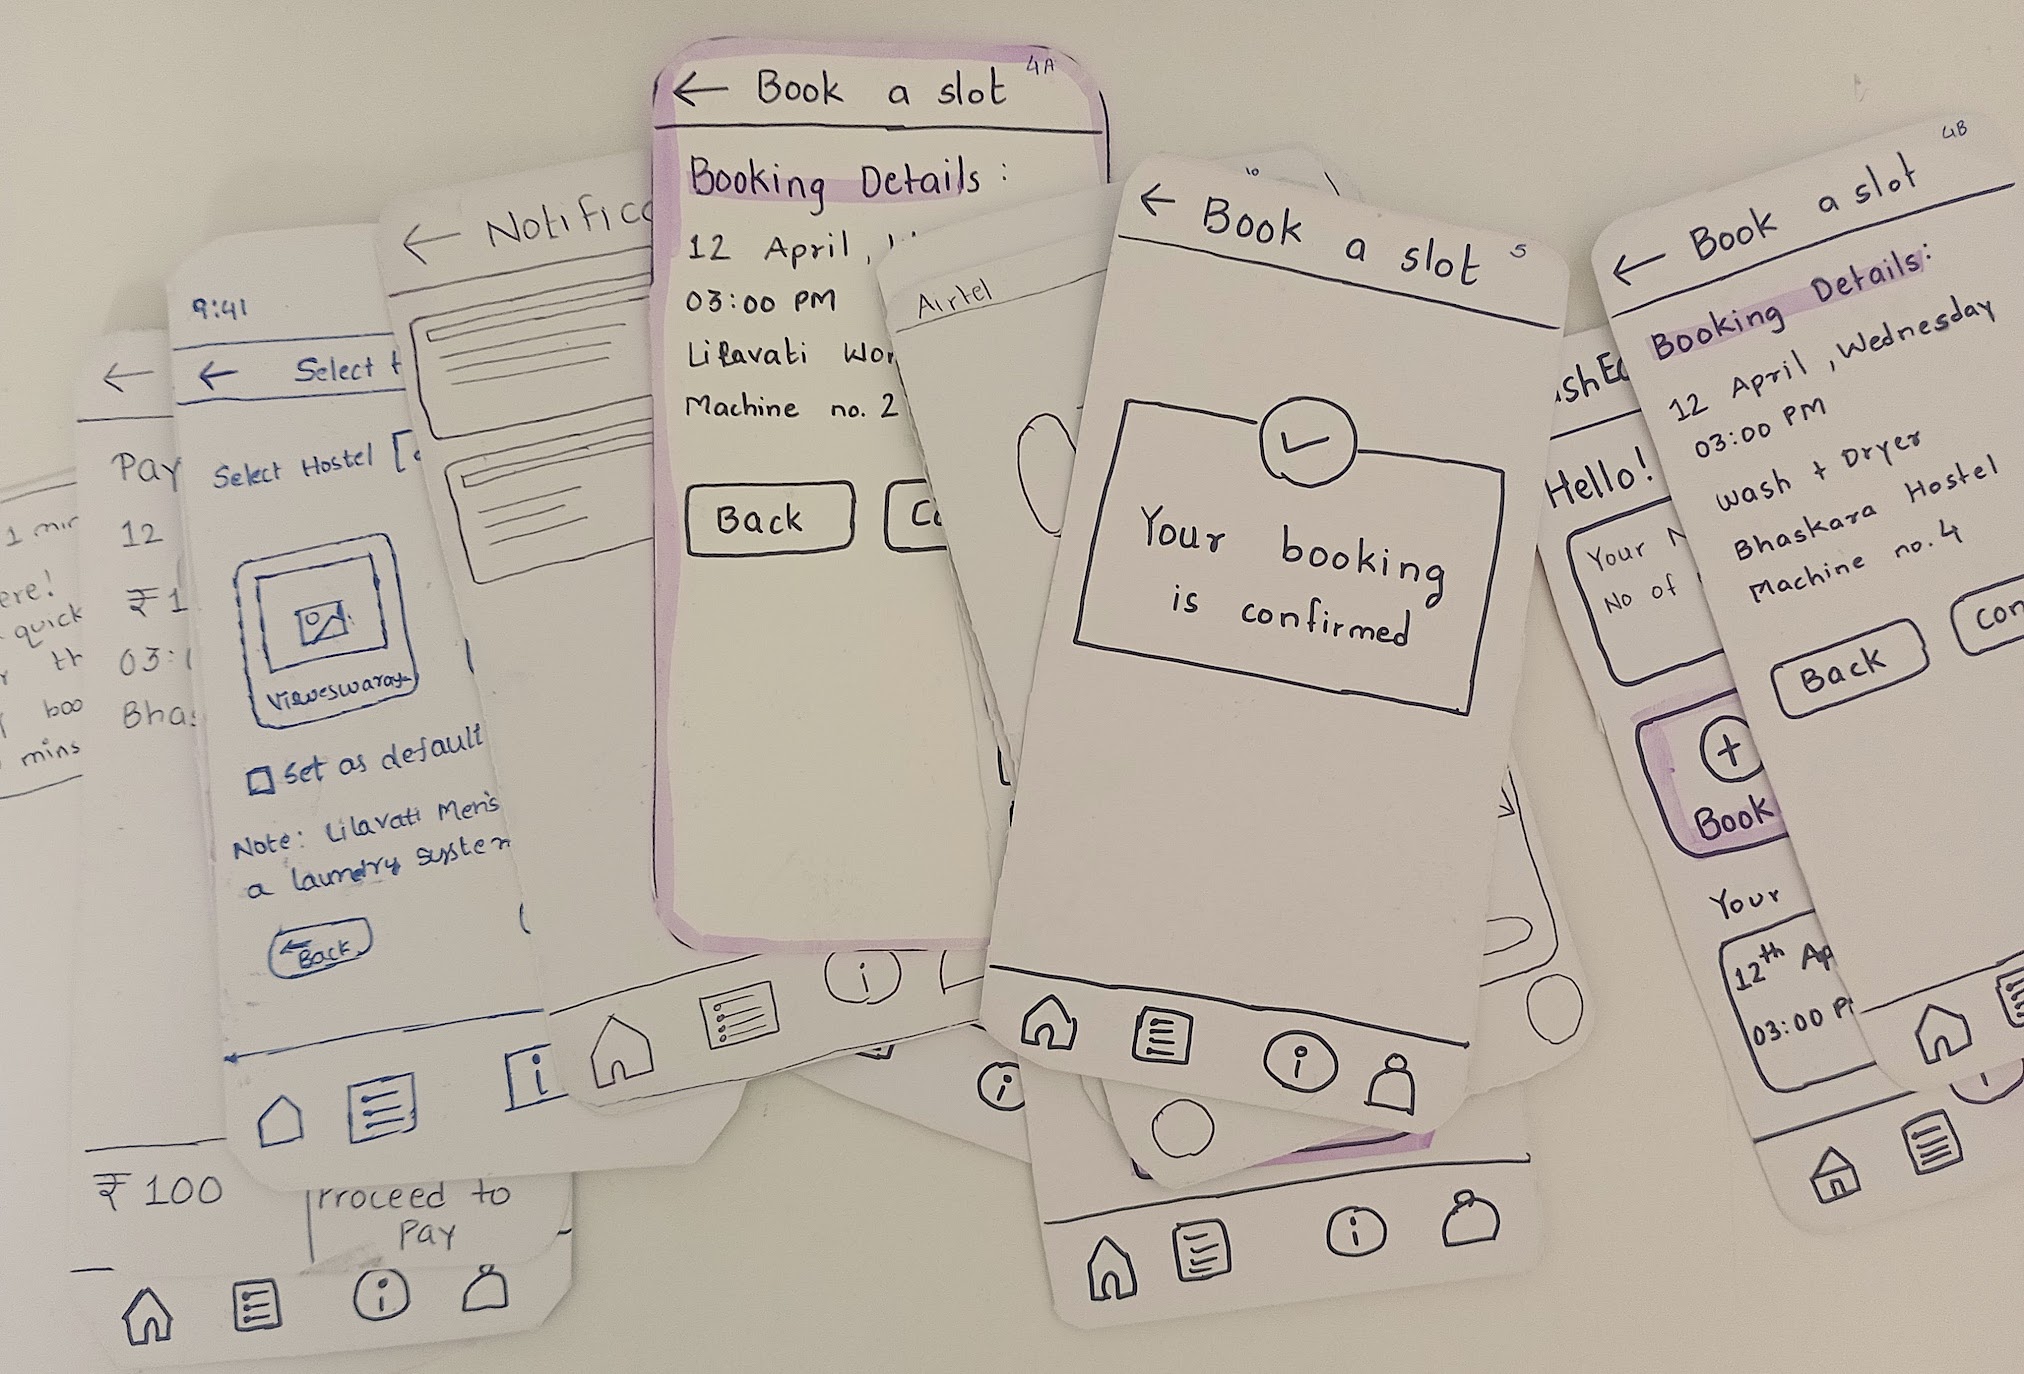 1 min
ere!
quick
th
boo
mins
Pay
12
₹1
03:
Bhas
₹ 100
Proceed to
Pay
9:41
← Select
Select Hostel
Visweswaraya
Set as default
Note: Lilavati Men's
a laundry system
← Back
← Notific
4A
← Book a slot
Booking Details :
12 April,
03:00 PM
Lilavati Wo
Machine no. 2
Back
Co
Airtel
10
← Book a slot 5
Your booking
is confirmed
shE
Hello!
Your N
No of
+
Book
Your
12th Ap
03:00 P
4B
← Book a slot
Booking Details:
12 April, Wednesday
03:00 PM
Wash + Dryer
Bhaskara Hostel
Machine no. 4
Back
Con